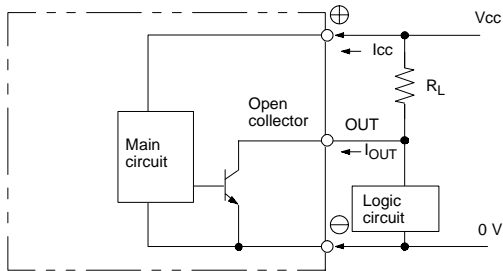 ⊕
Vcc
Icc
RL
Open
collector
OUT
IOUT
Main
circuit
Logic
circuit
⊖
0 V